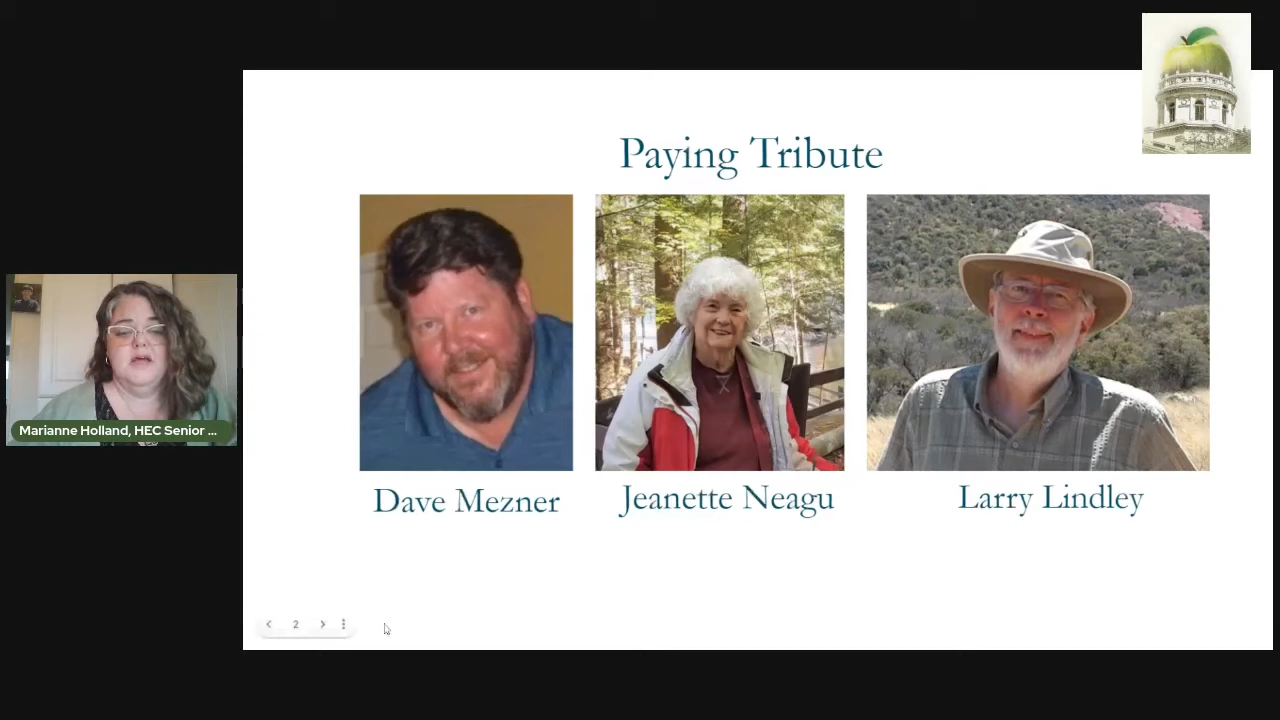 Paying Tribute
Dave Mezner
Jeanette Neagu
Larry Lindley
Marianne Holland, HEC Senior ...
2